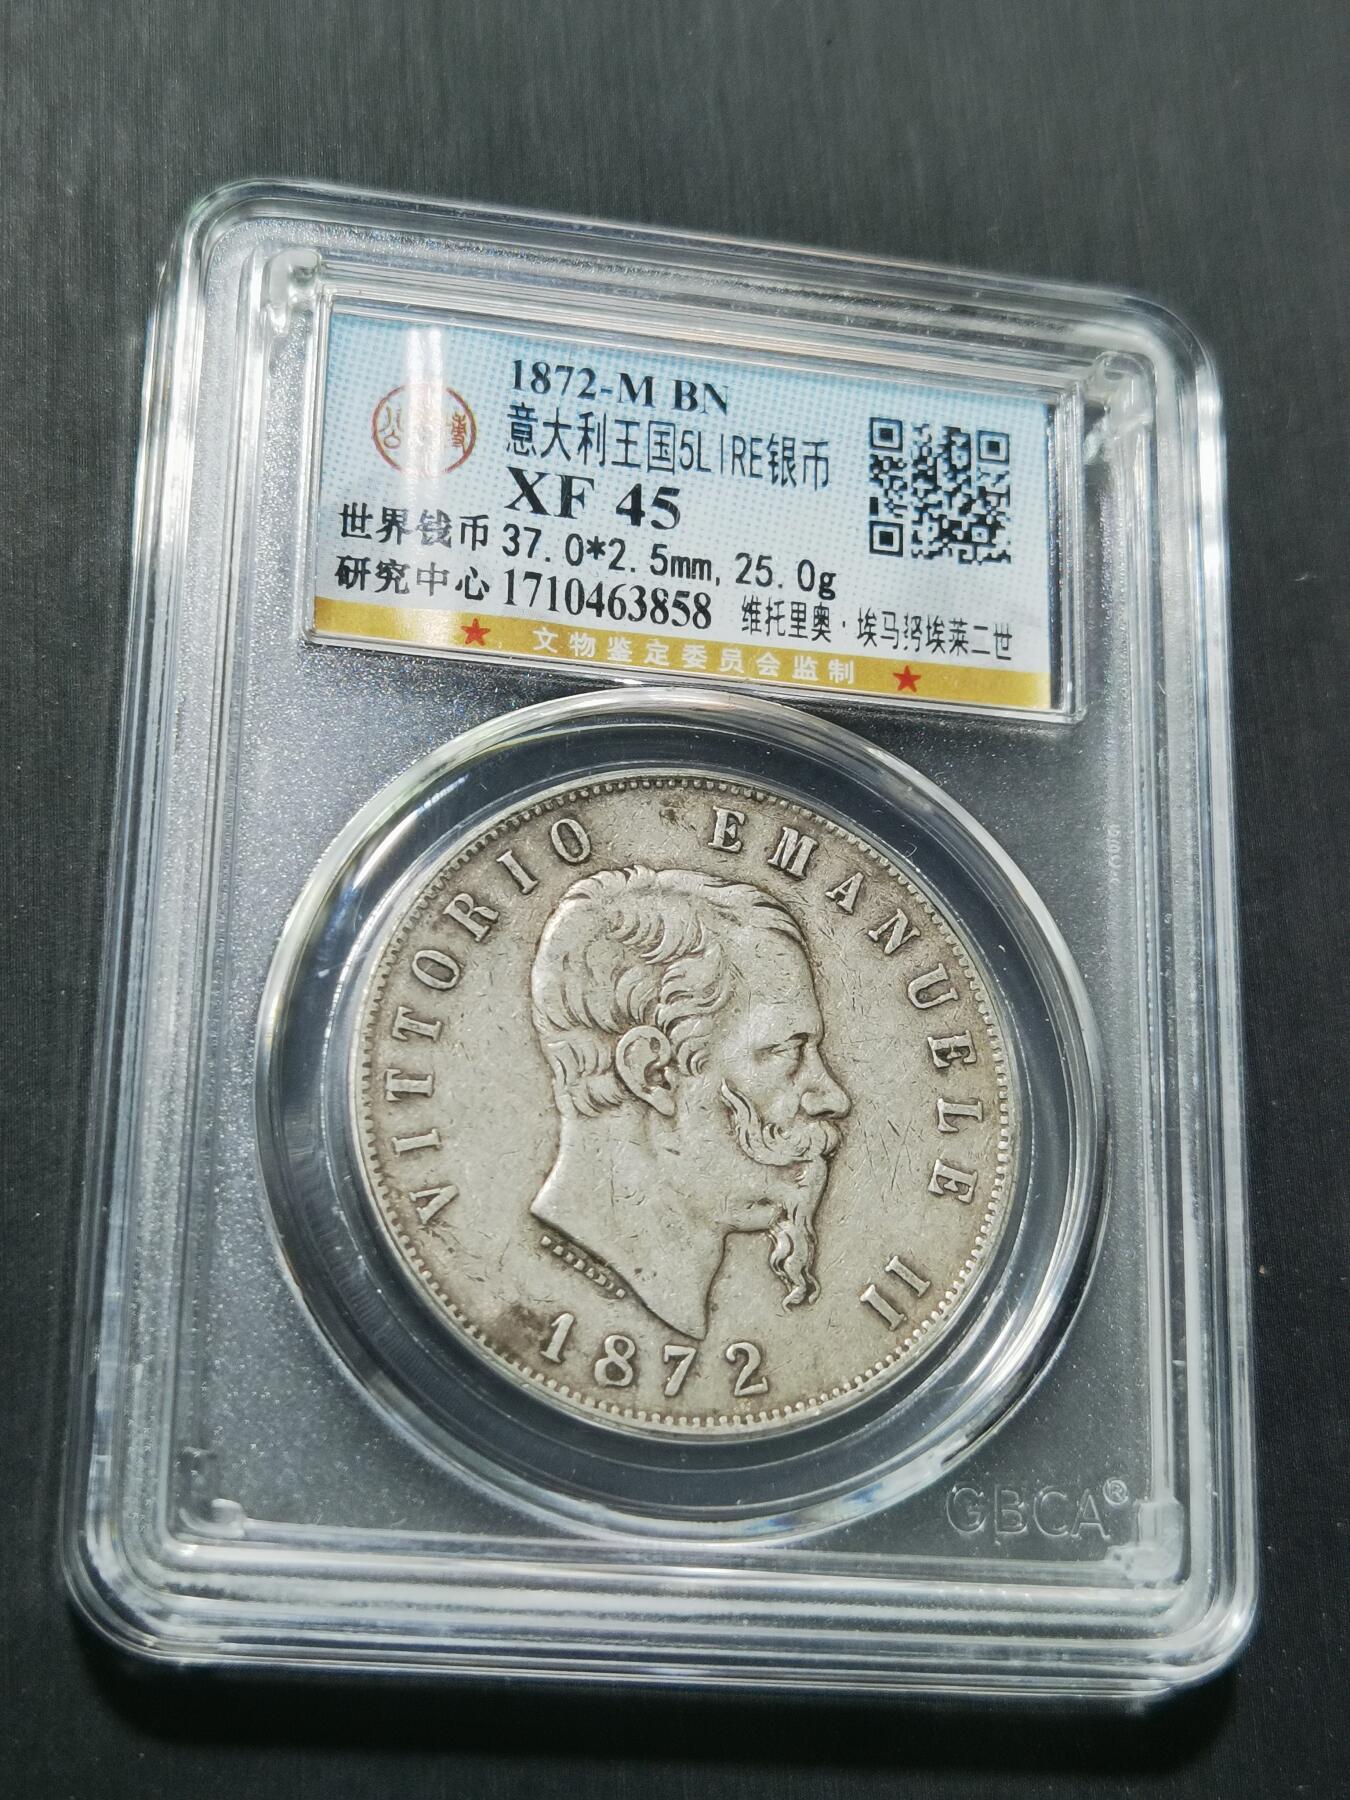 1872-M BN
意大利王国5LIRE银币
XF 45
世界钱币 37.0*2.5mm, 25.0g
研究中心 1710463858 维托里奥·埃马努埃莱二世
文物鉴定委员会监制
公 博
VITTORIO EMANUELE II
1872
GBCA®